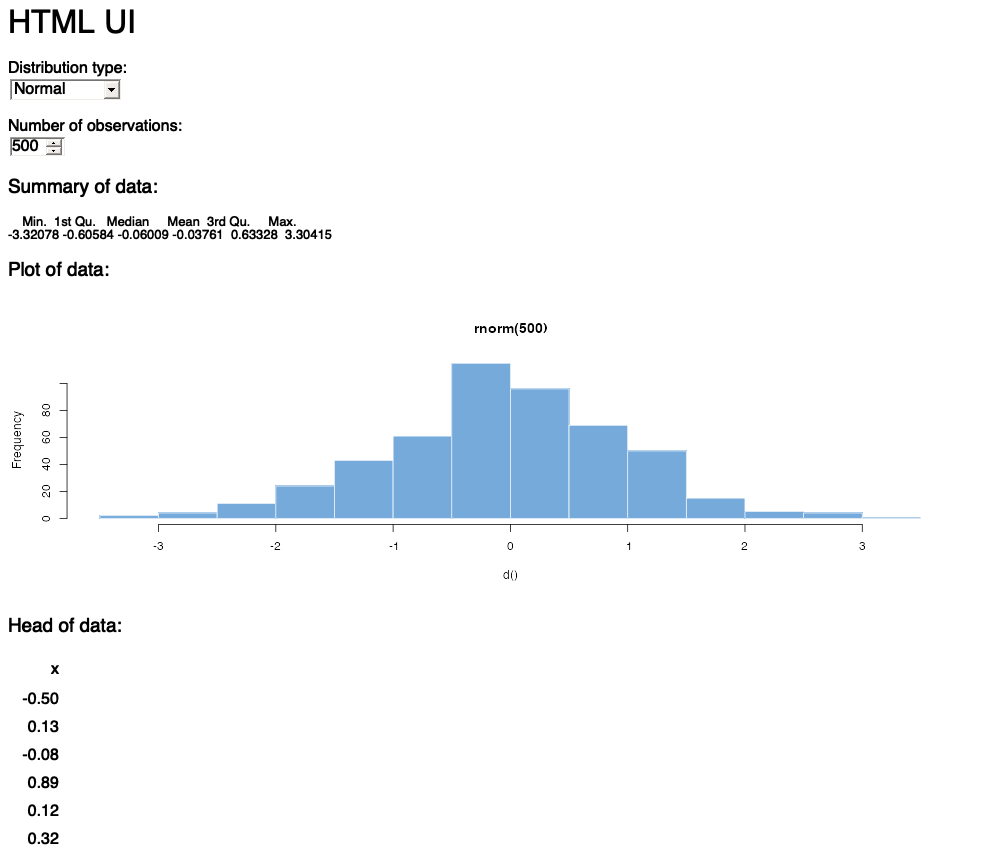 HTML UI
Distribution type:
Normal
Number of observations:
500
Summary of data:
Min. 1st Qu. Median Mean 3rd Qu. Max.
-3.32078 -0.60584 -0.06009 -0.03761 0.63328 3.30415
Plot of data:
rnorm(500)
Frequency
80
60
40
20
0
-3 -2 -1 0 1 2 3
d()
Head of data:
x
-0.50
0.13
-0.08
0.89
0.12
0.32